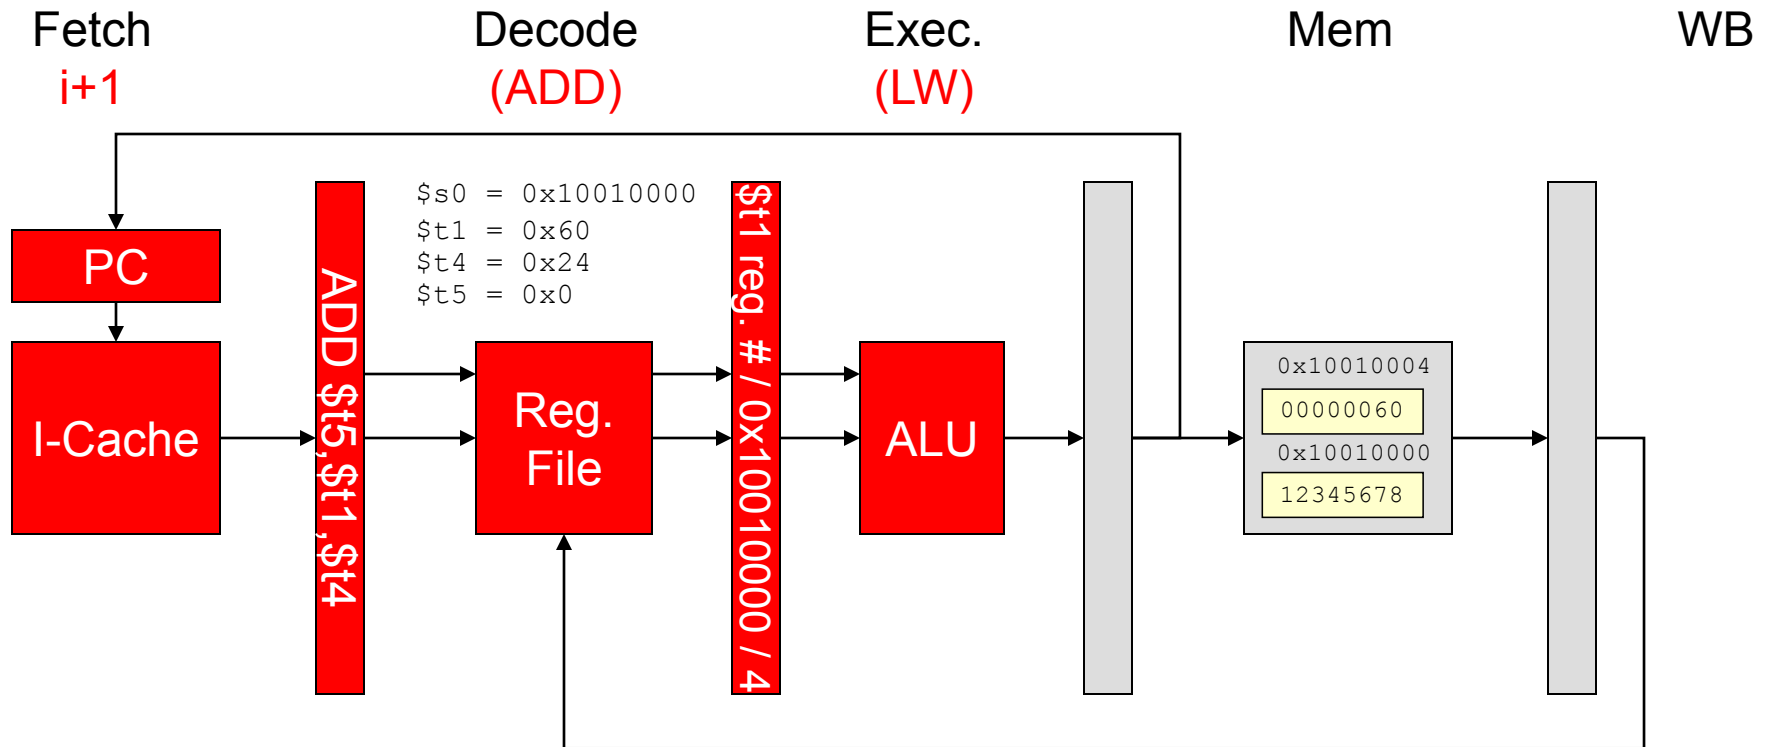 Fetch Decode Exec. Mem WB
i+1 (ADD) (LW)
$s0 = 0x10010000
$t1 = 0x60
$t4 = 0x24
$t5 = 0x0
PC
I-Cache
ADD $t5,$t1,$t4
Reg.
File
$t1 reg. # / 0x10010000 / 4
ALU
0x10010004
00000060
0x10010000
12345678